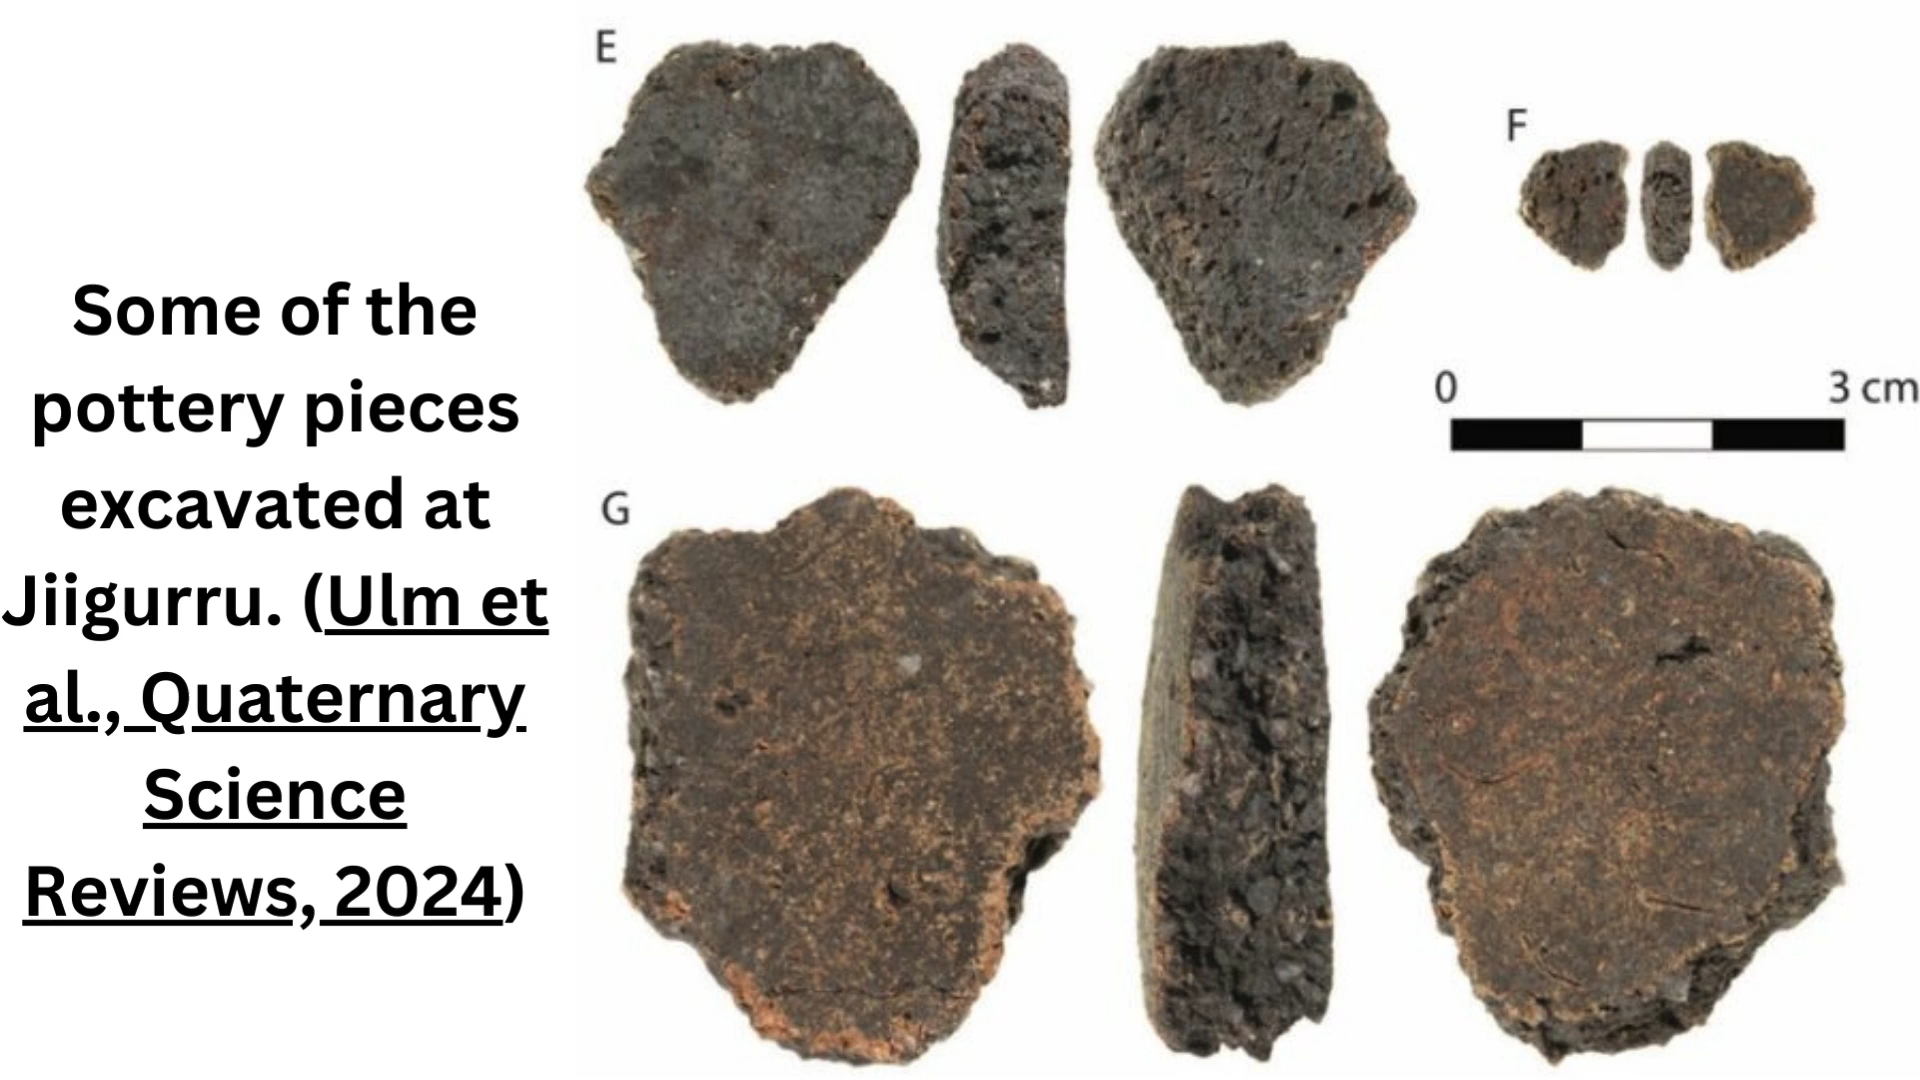 Some of the
pottery pieces
excavated at
Jiigurru. (Ulm et
al., Quaternary
Science
Reviews, 2024)
E
F
0 3 cm
G